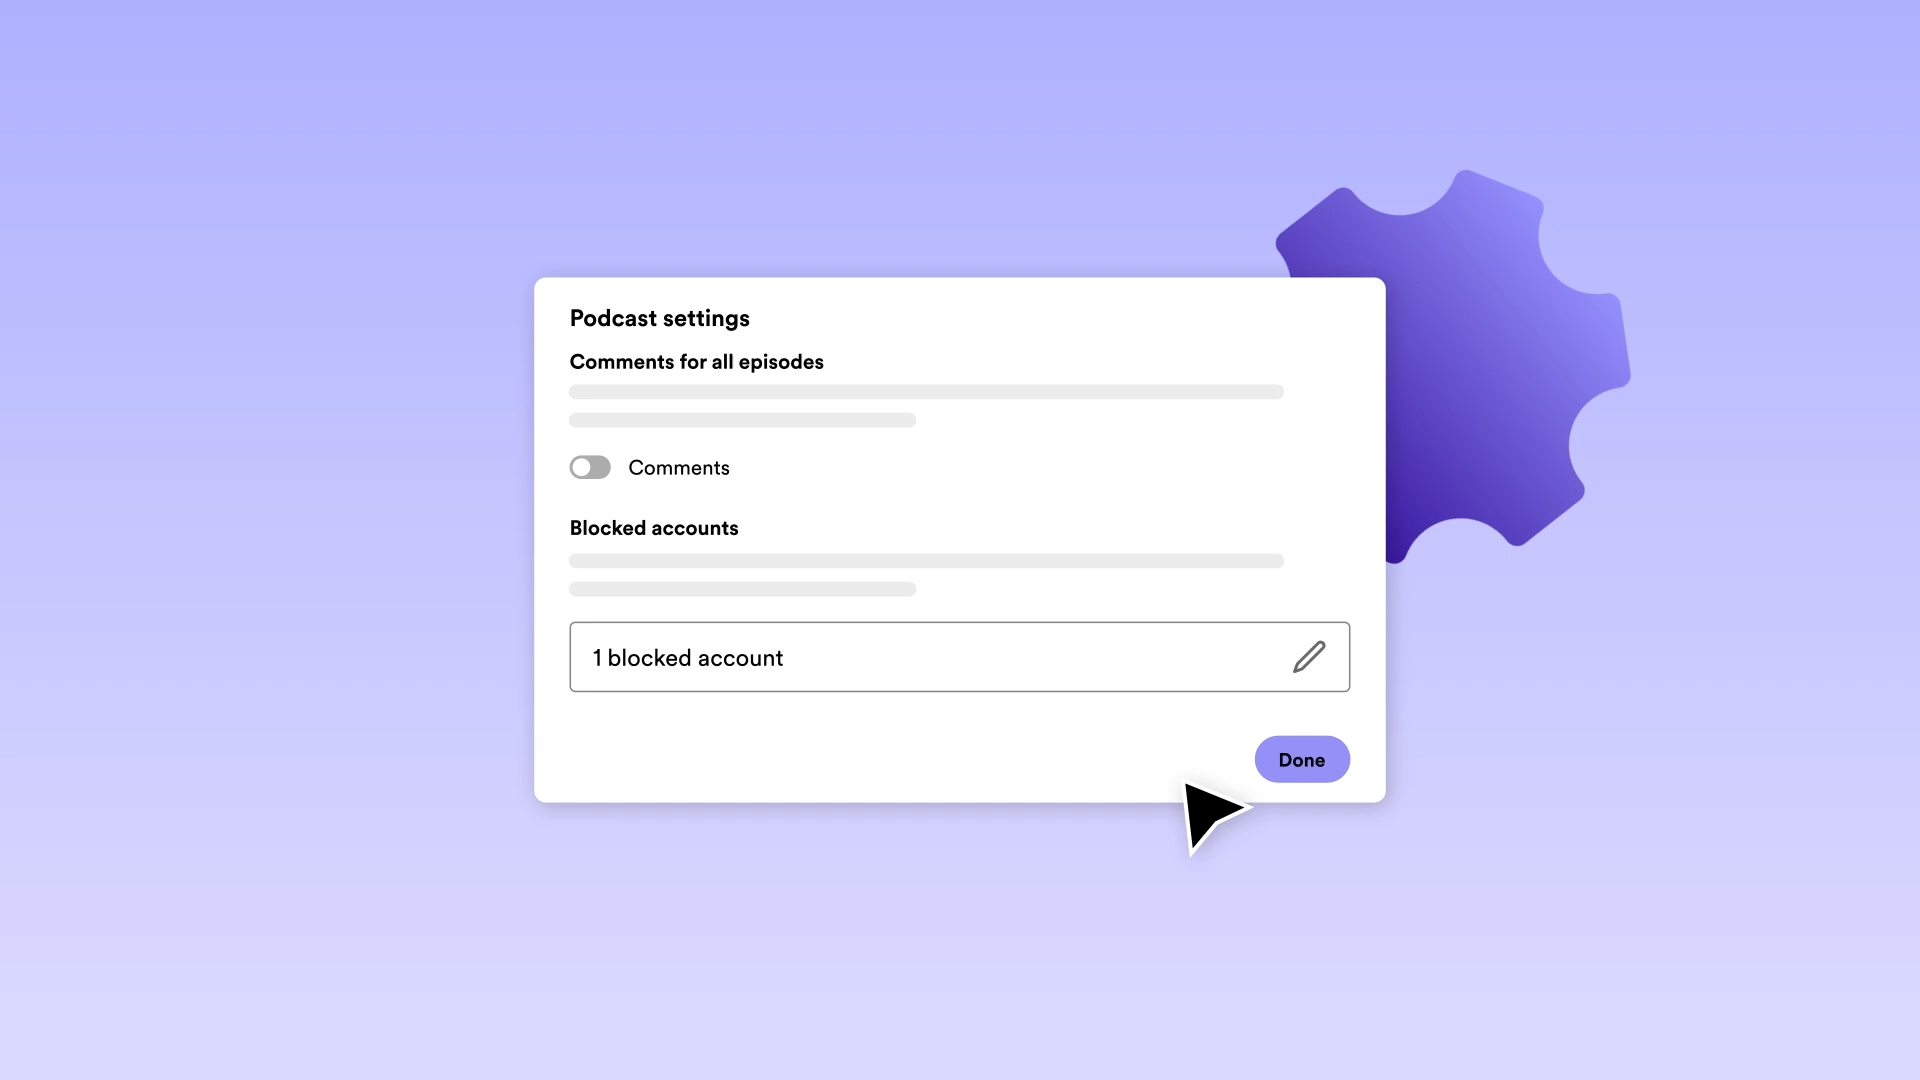 Podcast settings
Comments for all episodes
Comments
Blocked accounts
1 blocked account
Done